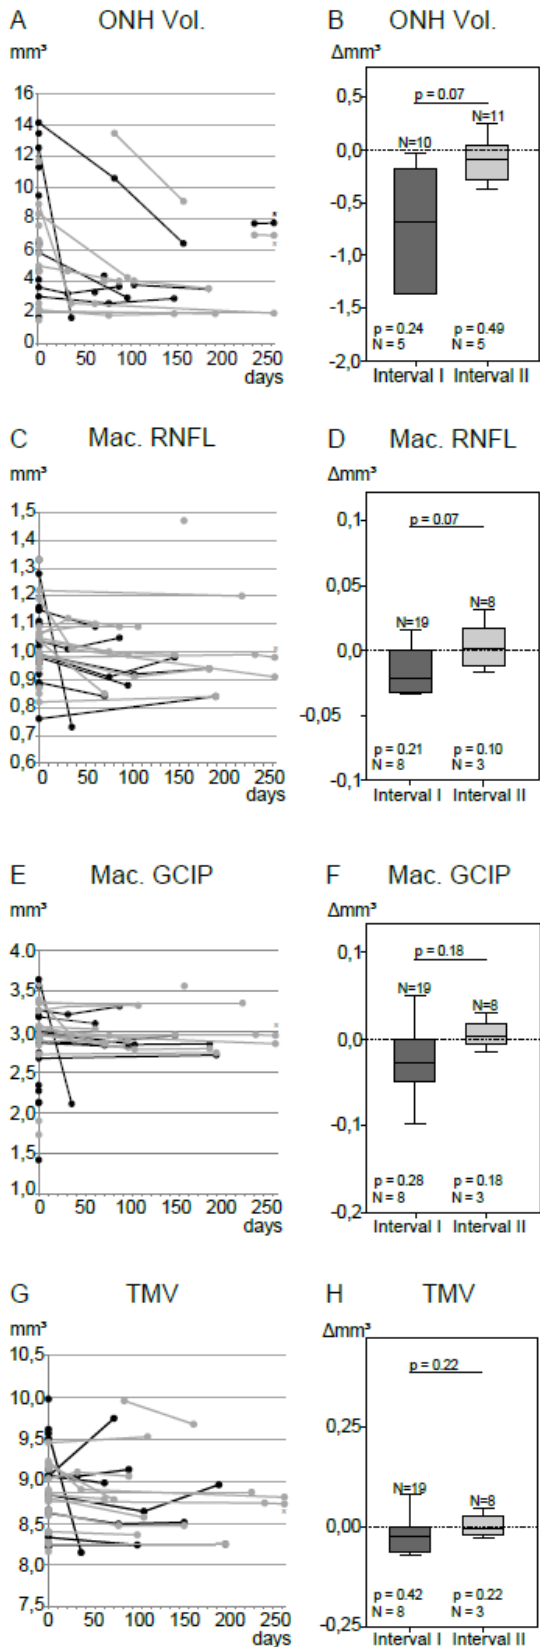 A ONH Vol.
mm³
16
14
12
10
8
6
4
2
0
0 50 100 150 200 250
days
B ONH Vol.
Δmm³
0,5
0,0
-0,5
-1,0
-1,5
-2,0
p = 0.07
N=10
N=11
p = 0.24
N = 5
p = 0.49
N = 5
Interval I Interval II
C Mac. RNFL
mm³
1,5
1,4
1,3
1,2
1,1
1,0
0,9
0,8
0,7
0,6
0 50 100 150 200 250
days
D Mac. RNFL
Δmm³
0,1
0,05
0,0
-0,05
-0,1
p = 0.07
N=19
N=8
p = 0.21
N = 8
p = 0.10
N = 3
Interval I Interval II
E Mac. GCIP
mm³
4.0
3,5
3,0
2,5
2,0
1,5
1,0
0 50 100 150 200 250
days
F Mac. GCIP
Δmm³
0,1
0,0
-0,1
-0,2
p = 0.18
N=19
N=8
p = 0.28
N = 8
p = 0.18
N = 3
Interval I Interval II
G TMV
mm³
10,5
10,0
9,5
9,0
8,5
8,0
7,5
0 50 100 150 200 250
days
H TMV
Δmm³
0,25
0,00
-0,25
p = 0.22
N=19
N=8
p = 0.42
N = 8
p = 0.22
N = 3
Interval I Interval II